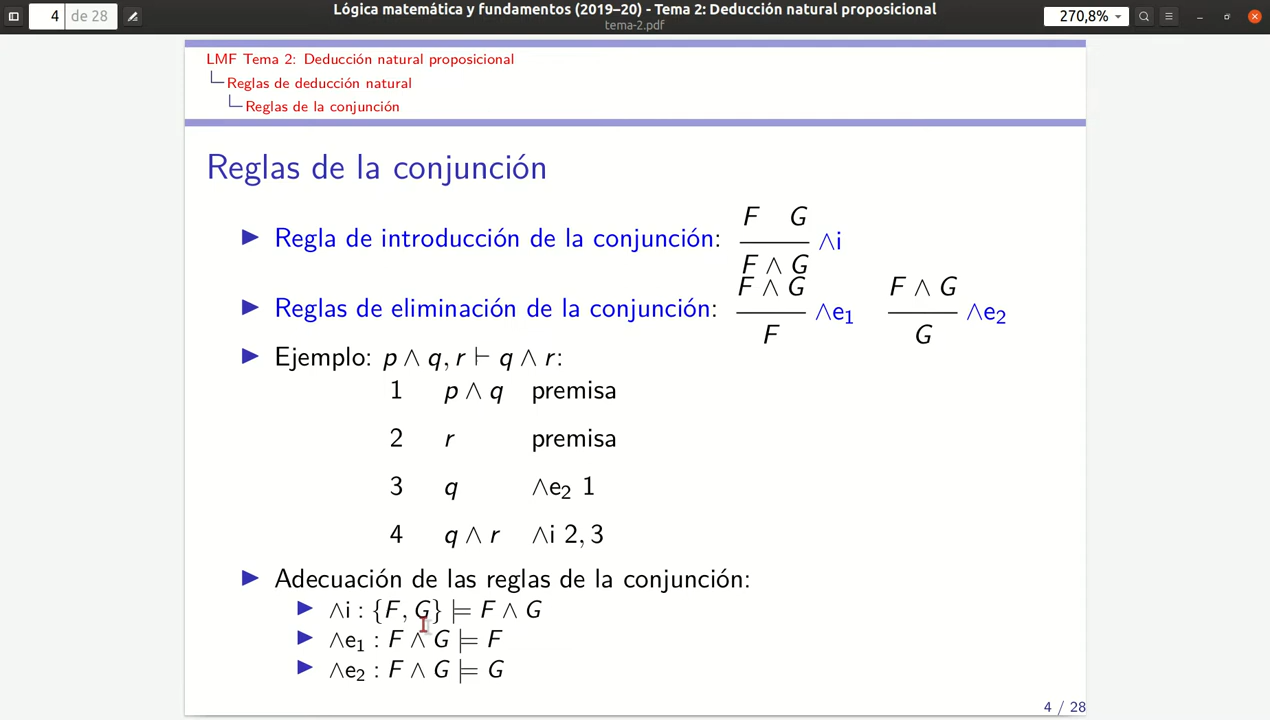 Lógica matemática y fundamentos (2019–20) - Tema 2: Deducción natural proposicional
tema-2.pdf
4 de 28
270,8%
LMF Tema 2: Deducción natural proposicional
Reglas de deducción natural
Reglas de la conjunción
Reglas de la conjunción
F G
Regla de introducción de la conjunción: ∧i
F ∧ G
F ∧ G F ∧ G
Reglas de eliminación de la conjunción: ∧e₁ ∧e₂
F G
Ejemplo: p ∧ q, r ⊢ q ∧ r:
1 p ∧ q premisa
2 r premisa
3 q ∧e₂ 1
4 q ∧ r ∧i 2, 3
Adecuación de las reglas de la conjunción:
∧i : {F, G} ⊨ F ∧ G
∧e₁ : F ∧ G ⊨ F
∧e₂ : F ∧ G ⊨ G
4 / 28